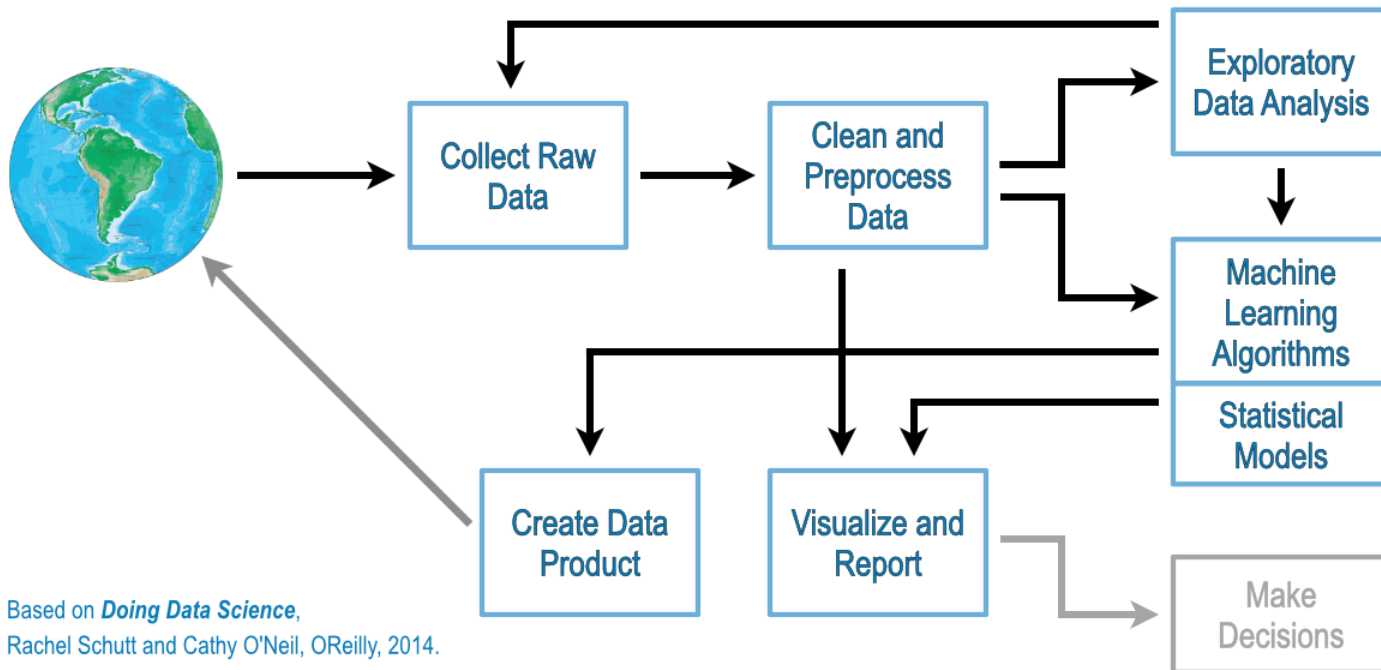 Exploratory
Data Analysis
Collect Raw
Data
Clean and
Preprocess
Data
Machine
Learning
Algorithms
Statistical
Models
Create Data
Product
Visualize and
Report
Make
Decisions
Based on Doing Data Science,
Rachel Schutt and Cathy O'Neil, OReilly, 2014.